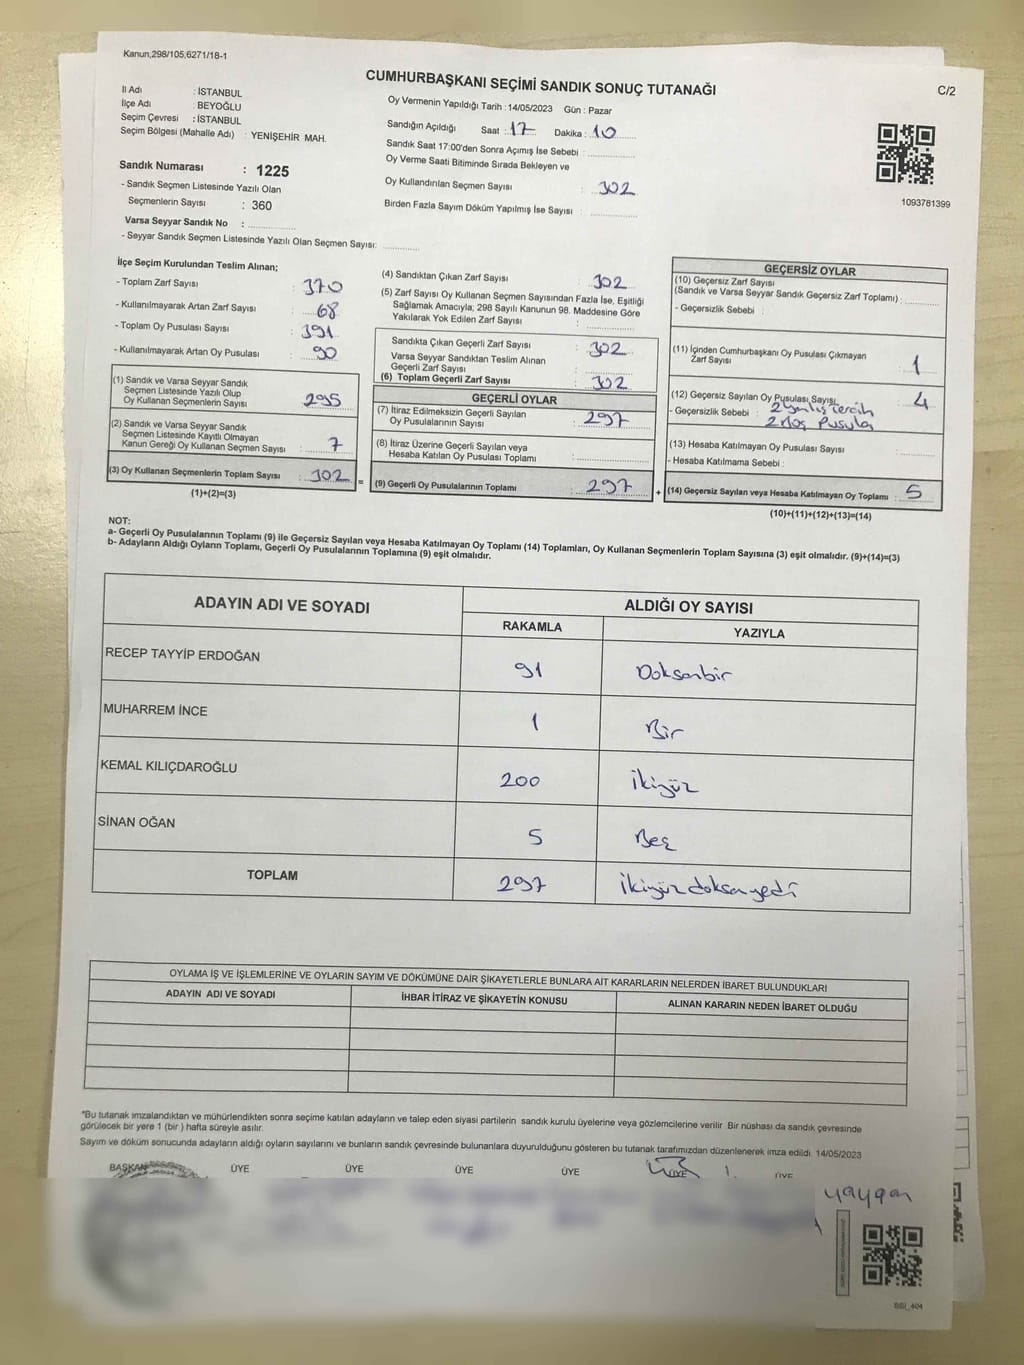 Kanun,298/105,6271/18-1
CUMHURBAŞKANI SEÇİMİ SANDIK SONUÇ TUTANAĞI
C/2
İl Adı : İSTANBUL
İlçe Adı : BEYOĞLU
Seçim Çevresi : İSTANBUL
Seçim Bölgesi (Mahalle Adı) : YENİŞEHİR MAH.
Sandık Numarası : 1225
- Sandık Seçmen Listesinde Yazılı Olan
Seçmenlerin Sayısı : 360
Varsa Seyyar Sandık No :
- Seyyar Sandık Seçmen Listesinde Yazılı Olan Seçmen Sayısı:
Oy Vermenin Yapıldığı Tarih : 14/05/2023 Gün : Pazar
Sandığın Açıldığı Saat : 17 Dakika : 10
Sandık Saat 17:00'den Sonra Açımış İse Sebebi :
Oy Verme Saati Bitiminde Sırada Bekleyen ve
Oy Kullandırılan Seçmen Sayısı : 302
Birden Fazla Sayım Döküm Yapılmış İse Sayısı :
1093781399
İlçe Seçim Kurulundan Teslim Alınan;
- Toplam Zarf Sayısı : 370
- Kullanılmayarak Artan Zarf Sayısı : 68
- Toplam Oy Pusulası Sayısı : 391
- Kullanılmayarak Artan Oy Pusulası : 90
(1) Sandık ve Varsa Seyyar Sandık
Seçmen Listesinde Yazılı Olup
Oy Kullanan Seçmenlerin Sayısı : 295
(2) Sandık ve Varsa Seyyar Sandık
Seçmen Listesinde Kayıtlı Olmayan
Kanun Gereği Oy Kullanan Seçmen Sayısı : 7
(3) Oy Kullanan Seçmenlerin Toplam Sayısı : 302
(1)+(2)=(3)
(4) Sandıktan Çıkan Zarf Sayısı : 302
(5) Zarf Sayısı Oy Kullanan Seçmen Sayısından Fazla İse, Eşitliği
Sağlamak Amacıyla; 298 Sayılı Kanunun 98. Maddesine Göre
Yakılarak Yok Edilen Zarf Sayısı :
Sandıkta Çıkan Geçerli Zarf Sayısı : 302
Varsa Seyyar Sandıktan Teslim Alınan
Geçerli Zarf Sayısı :
(6) Toplam Geçerli Zarf Sayısı : 302
GEÇERLİ OYLAR
(7) İtiraz Edilmeksizin Geçerli Sayılan
Oy Pusulalarının Sayısı : 297
(8) İtiraz Üzerine Geçerli Sayılan veya
Hesaba Katılan Oy Pusulası Toplamı :
= (9) Geçerli Oy Pusulalarının Toplamı : 297
GEÇERSİZ OYLAR
(10) Geçersiz Zarf Sayısı
(Sandık ve Varsa Seyyar Sandık Geçersiz Zarf Toplamı) :
- Geçersizlik Sebebi :
(11) İçinden Cumhurbaşkanı Oy Pusulası Çıkmayan
Zarf Sayısı : 1
(12) Geçersiz Sayılan Oy Pusulası Sayısı : 4
- Geçersizlik Sebebi : 2 yanlış tercih
2 Boş Pusula
(13) Hesaba Katılmayan Oy Pusulası Sayısı :
- Hesaba Katılmama Sebebi :
+ (14) Geçersiz Sayılan veya Hesaba Katılmayan Oy Toplamı : 5
(10)+(11)+(12)+(13)=(14)
NOT:
a- Geçerli Oy Pusulasının Toplamı (9) ile Geçersiz Sayılan veya Hesaba Katılmayan Oy Toplamı (14) Toplamları, Oy Kullanan Seçmenlerin Toplam Sayısına (3) eşit olmalıdır. (9)+(14)=(3)
b- Adayların Aldığı Oyların Toplamı, Geçerli Oy Pusulalarının Toplamına (9) eşit olmalıdır.
ADAYIN ADI VE SOYADI ALDIĞI OY SAYISI
RAKAMLA YAZIYLA
RECEP TAYYİP ERDOĞAN 91 Doksanbir
MUHARREM İNCE 1 Bir
KEMAL KILIÇDAROĞLU 200 İkiyüz
SİNAN OĞAN 5 Beş
TOPLAM 297 İkiyüz doksan yedi
OYLAMA İŞ VE İŞLEMLERİNE VE OYLARIN SAYIM VE DÖKÜMÜNE DAİR ŞİKAYETLERLE BUNLARA AİT KARARLARIN NELERDEN İBARET BULUNDUKLARI
ADAYIN ADI VE SOYADI İHBAR İTİRAZ VE ŞİKAYETİN KONUSU ALINAN KARARIN NEDEN İBARET OLDUĞU
*Bu tutanak imzalandıktan ve mühürlendikten sonra seçime katılan adayların ve talep eden siyasi partilerin sandık kurulu üyelerine veya gözlemcilerine verilir. Bir nüshası da sandık çevresinde
görülecek bir yere 1 (bir ) hafta süreyle asılır.
Sayım ve döküm sonucunda adayların aldığı oyların sayılarını ve bunların sandık çevresinde bulunanlara duyurulduğunu gösteren bu tutanak tarafımızdan düzenlenerek imza edildi. 14/05/2023
BAŞKAN ÜYE ÜYE ÜYE ÜYE ÜYE ÜYE
yaygan
SSI_404